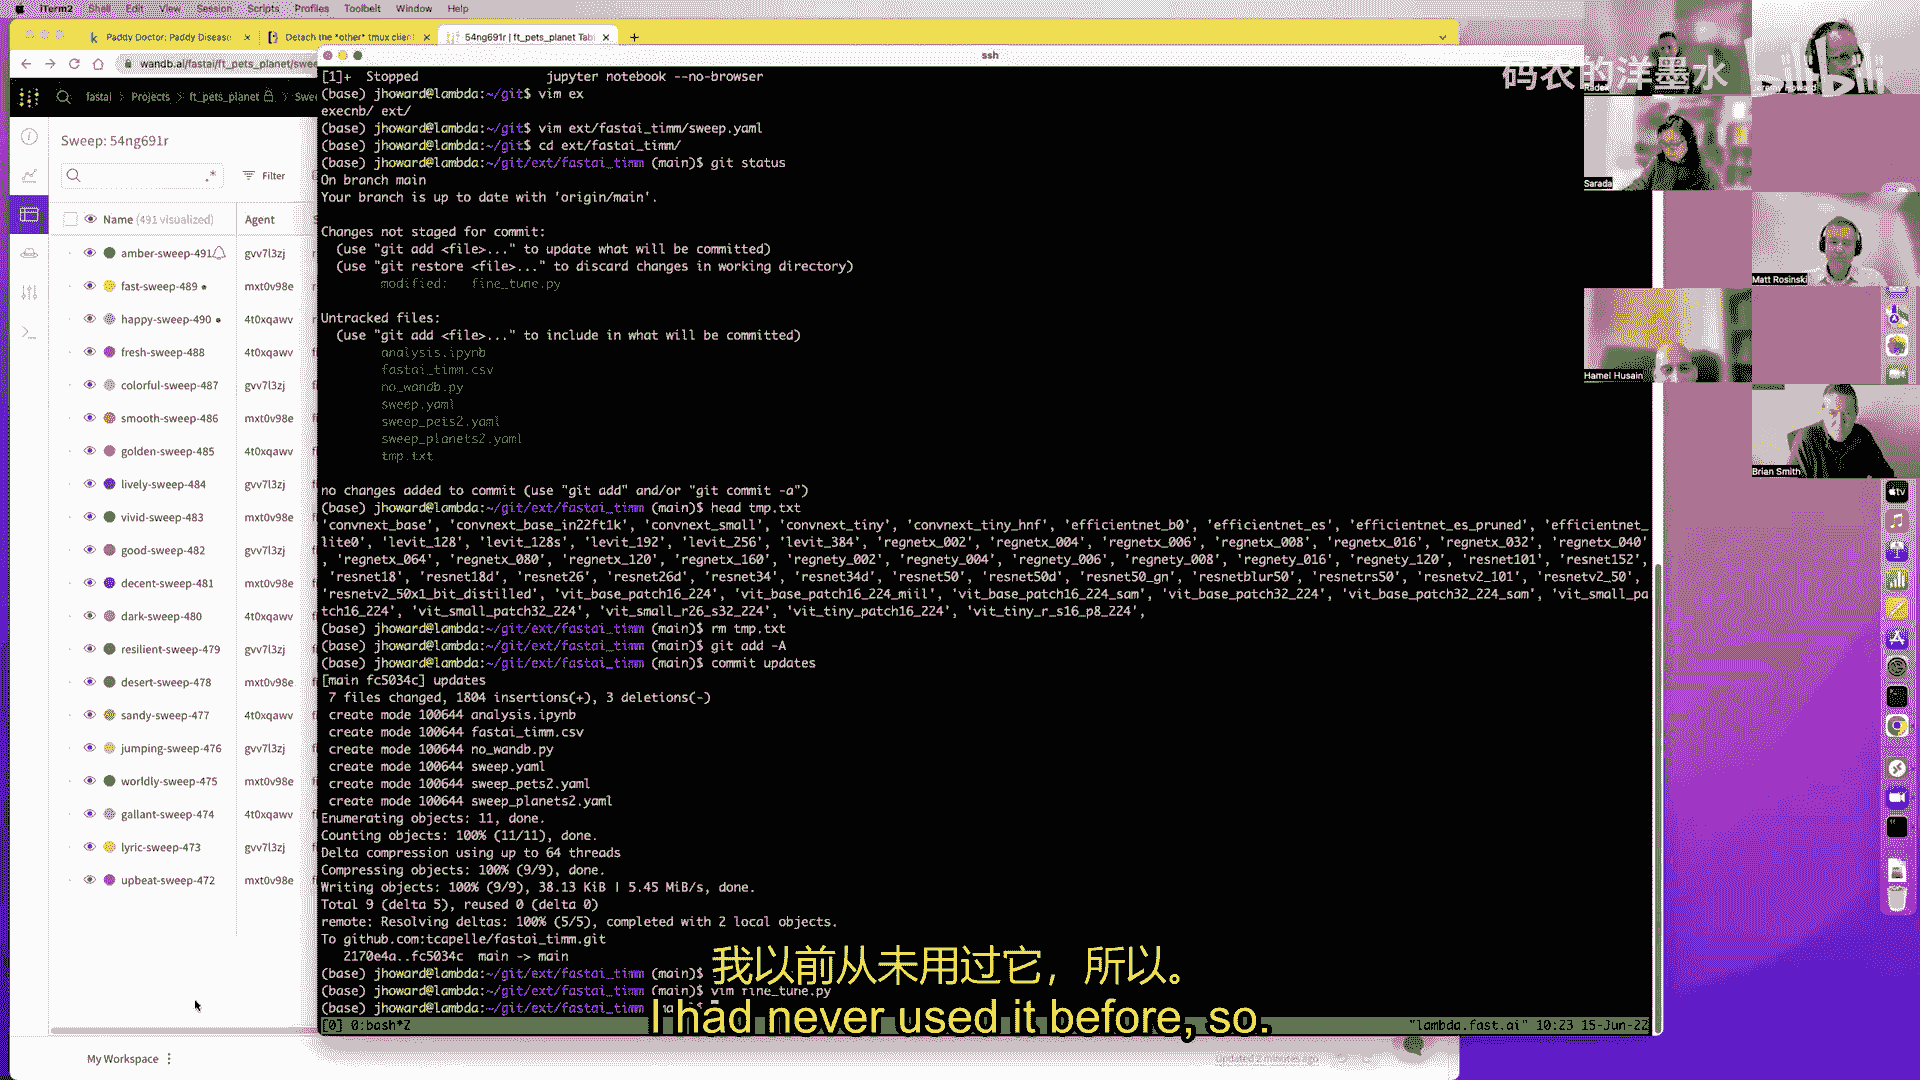 iTerm2 Shell Edit View Session Scripts Profiles Toolbelt Window Help
Paddy Doctor: Paddy Disease
Detach the *other* tmux client
54ng691r | ft_pets_planet Tabl
wandb.ai/fastai/ft_pets_planet/swee
ssh
fastai > Projects > ft_pets_planet > Swee
Sweep: 54ng691r
.*
Filter
Name (491 visualized)
Agent
amber-sweep-491 gvv7l3zj
fast-sweep-489 mxt0v98e
happy-sweep-490 4t0xqawv
fresh-sweep-488 4t0xqawv
colorful-sweep-487 gvv7l3zj
smooth-sweep-486 mxt0v98e
golden-sweep-485 4t0xqawv
lively-sweep-484 mxt0v98e
vivid-sweep-483 gvv7l3zj
good-sweep-482 mxt0v98e
decent-sweep-481 gvv7l3zj
dark-sweep-480 4t0xqawv
resilient-sweep-479 gvv7l3zj
desert-sweep-478 mxt0v98e
sandy-sweep-477 4t0xqawv
jumping-sweep-476 gvv7l3zj
worldly-sweep-475 mxt0v98e
gallant-sweep-474 4t0xqawv
lyric-sweep-473 gvv7l3zj
upbeat-sweep-472 mxt0v98e
My Workspace
[1]+ Stopped jupyter notebook --no-browser
(base) jhoward@lambda:~/git$ vim ex
execnb/ ext/
(base) jhoward@lambda:~/git$ vim ext/fastai_timm/sweep.yaml
(base) jhoward@lambda:~/git$ cd ext/fastai_timm/
(base) jhoward@lambda:~/git/ext/fastai_timm (main)$ git status
On branch main
Your branch is up to date with 'origin/main'.
Changes not staged for commit:
(use "git add <file>..." to update what will be committed)
(use "git restore <file>..." to discard changes in working directory)
modified: fine_tune.py
Untracked files:
(use "git add <file>..." to include in what will be committed)
analysis.ipynb
fastai_timm.csv
no_wandb.py
sweep.yaml
sweep_pets2.yaml
sweep_planets2.yaml
tmp.txt
no changes added to commit (use "git add" and/or "git commit -a")
(base) jhoward@lambda:~/git/ext/fastai_timm (main)$ head tmp.txt
'convnext_base', 'convnext_base_in22ft1k', 'convnext_small', 'convnext_tiny', 'convnext_tiny_hnf', 'efficientnet_b0', 'efficientnet_es', 'efficientnet_es_pruned', 'efficientnet_
lite0', 'levit_128', 'levit_128s', 'levit_192', 'levit_256', 'levit_384', 'regnetx_002', 'regnetx_004', 'regnetx_006', 'regnetx_008', 'regnetx_016', 'regnetx_032', 'regnetx_040'
, 'regnetx_064', 'regnetx_080', 'regnetx_120', 'regnetx_160', 'regnety_002', 'regnety_004', 'regnety_006', 'regnety_008', 'regnety_016', 'regnety_120', 'resnet101', 'resnet152',
'resnet18', 'resnet18d', 'resnet26', 'resnet26d', 'resnet34', 'resnet34d', 'resnet50', 'resnet50d', 'resnet50_gn', 'resnetblur50', 'resnetrs50', 'resnetv2_101', 'resnetv2_50',
'resnetv2_50x1_bit_distilled', 'vit_base_patch16_224', 'vit_base_patch16_224_miil', 'vit_base_patch16_224_sam', 'vit_base_patch32_224', 'vit_base_patch32_224_sam', 'vit_small_pa
tch16_224', 'vit_small_patch32_224', 'vit_small_r26_s32_224', 'vit_tiny_patch16_224', 'vit_tiny_r_s16_p8_224',
(base) jhoward@lambda:~/git/ext/fastai_timm (main)$ rm tmp.txt
(base) jhoward@lambda:~/git/ext/fastai_timm (main)$ git add -A
(base) jhoward@lambda:~/git/ext/fastai_timm (main)$ commit updates
[main fc5034c] updates
7 files changed, 1804 insertions(+), 3 deletions(-)
create mode 100644 analysis.ipynb
create mode 100644 fastai_timm.csv
create mode 100644 no_wandb.py
create mode 100644 sweep.yaml
create mode 100644 sweep_pets2.yaml
create mode 100644 sweep_planets2.yaml
Enumerating objects: 11, done.
Counting objects: 100% (11/11), done.
Delta compression using up to 64 threads
Compressing objects: 100% (9/9), done.
Writing objects: 100% (9/9), 38.13 KiB | 5.45 MiB/s, done.
Total 9 (delta 5), reused 0 (delta 0)
remote: Resolving deltas: 100% (5/5), completed with 2 local objects.
To github.com:tcapelle/fastai_timm.git
2170e4a..fc5034c main -> main
(base) jhoward@lambda:~/git/ext/fastai_timm (main)$
(base) jhoward@lambda:~/git/ext/fastai_timm (main)$ vim fine_tune.py
(base) jhoward@lambda:~/git/ext/fastai_timm
[0] 0:bash*Z
"lambda.fast.ai" 10:23 15-Jun-22
Updated 2 minutes ago
我以前从未用过它，所以。
I had never used it before, so.
码农的洋墨水
bilibili
Radek
Jeremy Howard
Sarada
Matt Rosinski
Hamel Husain
Brian Smith
tv